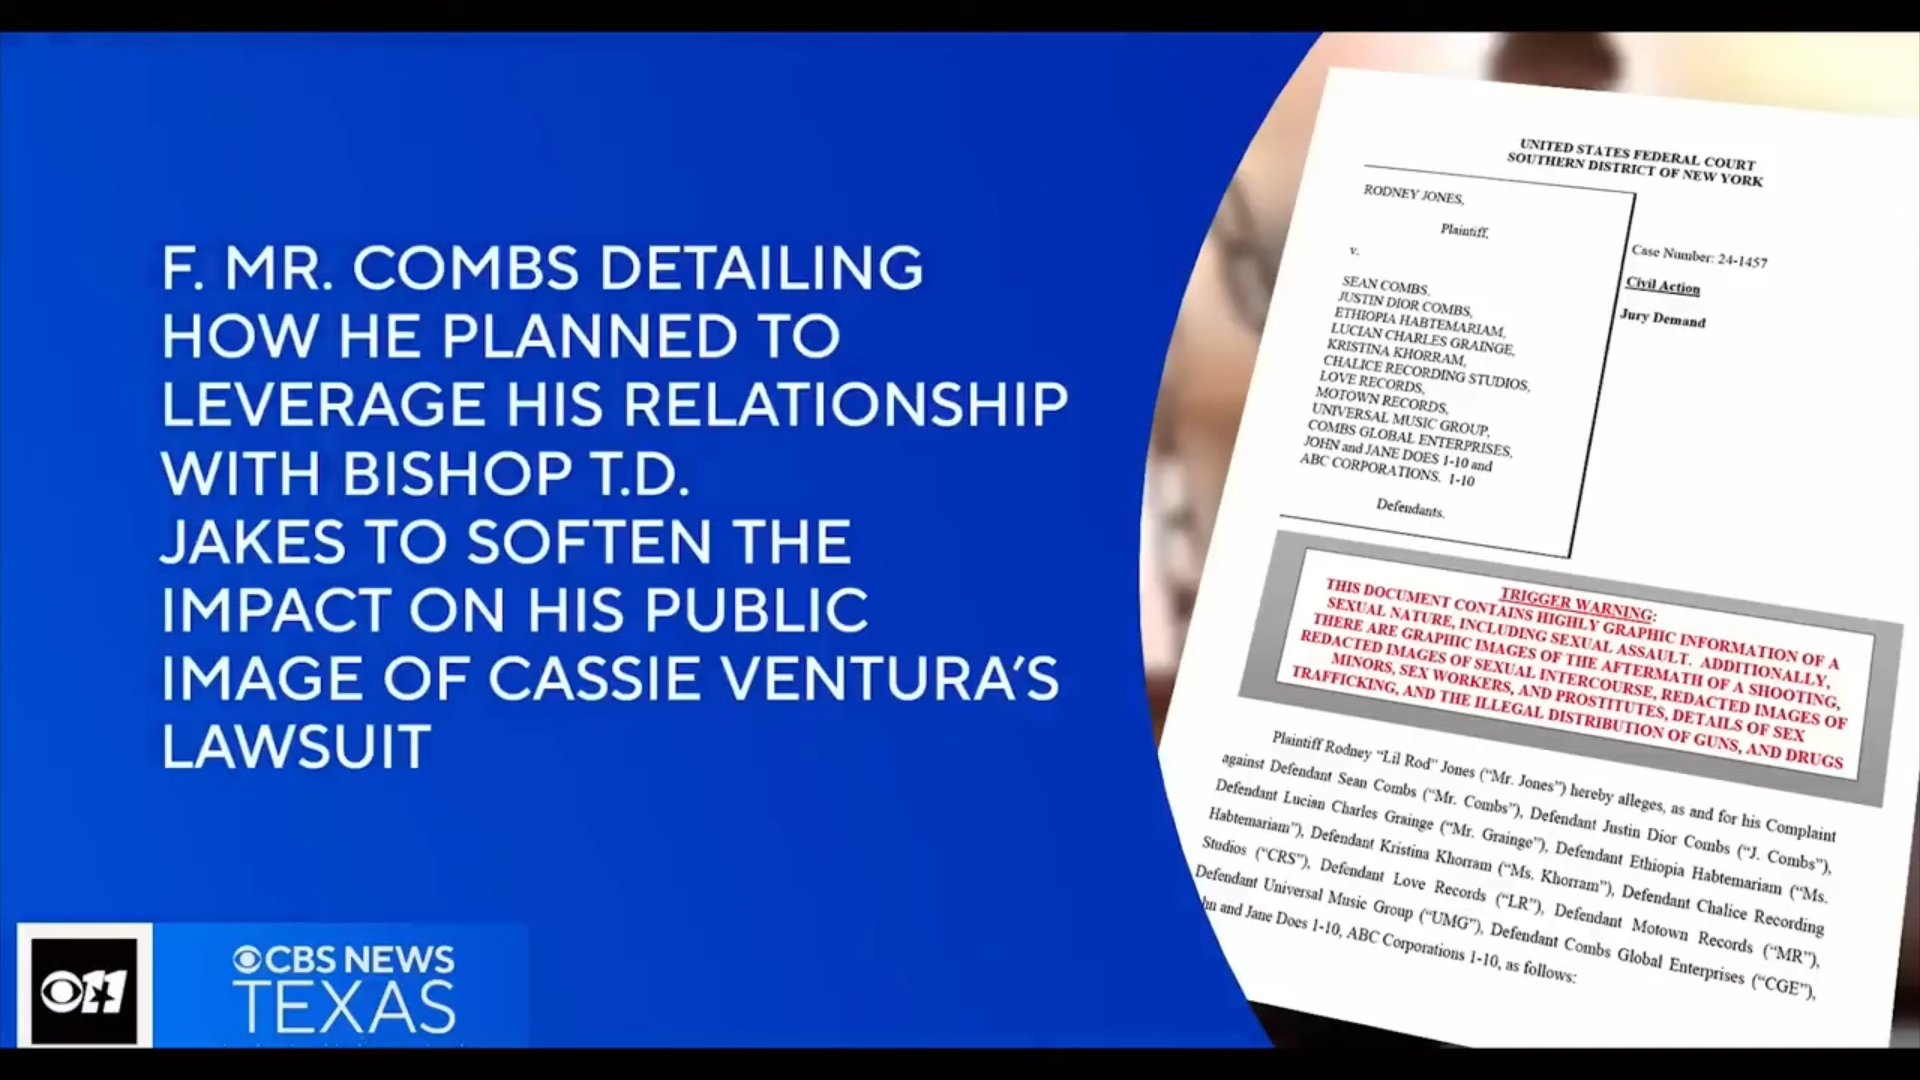 F. MR. COMBS DETAILING
HOW HE PLANNED TO
LEVERAGE HIS RELATIONSHIP
WITH BISHOP T.D.
JAKES TO SOFTEN THE
IMPACT ON HIS PUBLIC
IMAGE OF CASSIE VENTURA’S
LAWSUIT
UNITED STATES FEDERAL COURT
SOUTHERN DISTRICT OF NEW YORK
RODNEY JONES,
Plaintiff,
v.
SEAN COMBS,
JUSTIN DIOR COMBS,
ETHIOPIA HABTEMARIAM,
LUCIAN CHARLES GRAINGE,
KRISTINA KHORRAM,
CHALICE RECORDING STUDIOS,
LOVE RECORDS,
MOTOWN RECORDS,
UNIVERSAL MUSIC GROUP,
COMBS GLOBAL ENTERPRISES,
JOHN and JANE DOES 1-10 and
ABC CORPORATIONS. 1-10
Defendants.
Case Number: 24-1457
Civil Action
Jury Demand
TRIGGER WARNING:
THIS DOCUMENT CONTAINS HIGHLY GRAPHIC INFORMATION OF A
SEXUAL NATURE, INCLUDING SEXUAL ASSAULT. ADDITIONALLY,
THERE ARE GRAPHIC IMAGES OF THE AFTERMATH OF A SHOOTING,
REDACTED IMAGES OF SEXUAL INTERCOURSE, REDACTED IMAGES OF
MINORS, SEX WORKERS, AND PROSTITUTES, DETAILS OF SEX
TRAFFICKING, AND THE ILLEGAL DISTRIBUTION OF GUNS, AND DRUGS
Plaintiff Rodney “Lil Rod” Jones (“Mr. Jones”) hereby alleges, as and for his Complaint
against Defendant Sean Combs (“Mr. Combs”), Defendant Justin Dior Combs (“J. Combs”),
Defendant Lucian Charles Grainge (“Mr. Grainge”), Defendant Ethiopia Habtemariam (“Ms.
Habtemariam”), Defendant Kristina Khorram (“Ms. Khorram”), Defendant Chalice Recording
Studios (“CRS”), Defendant Love Records (“LR”), Defendant Motown Records (“MR”),
Defendant Universal Music Group (“UMG”), Defendant Combs Global Enterprises (“CGE”),
hn and Jane Does 1-10, ABC Corporations 1-10, as follows:
11
CBS NEWS
TEXAS